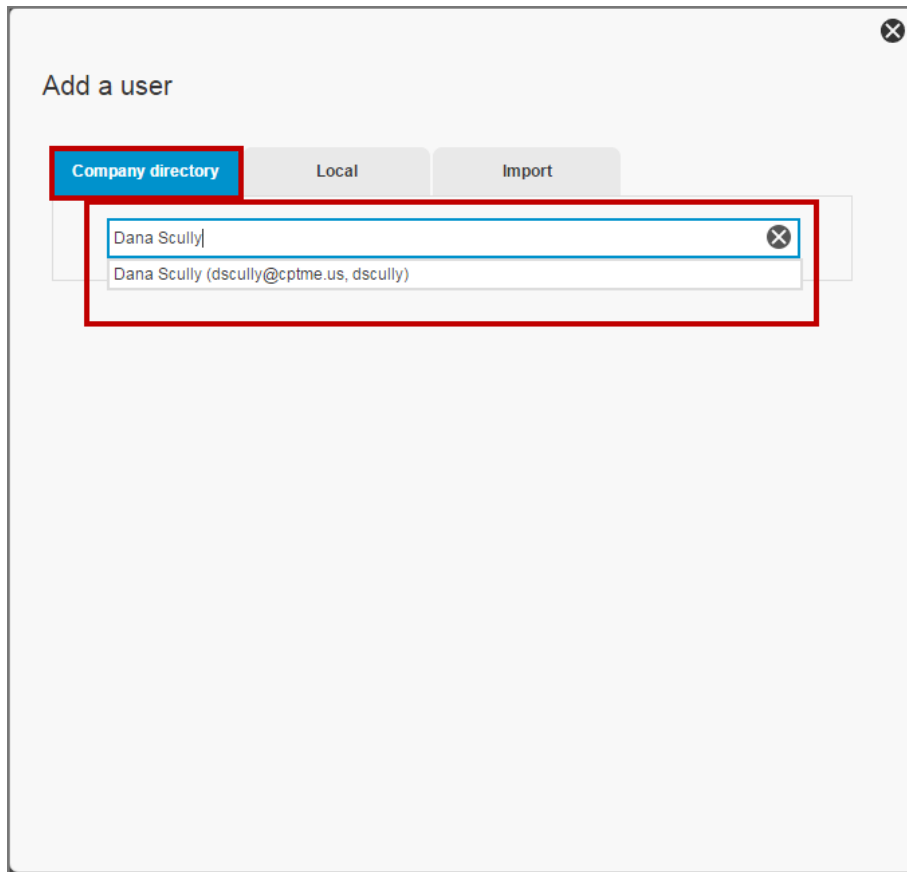 Add a user
Company directory Local Import
Dana Scully
Dana Scully (dscully@cptme.us, dscully)